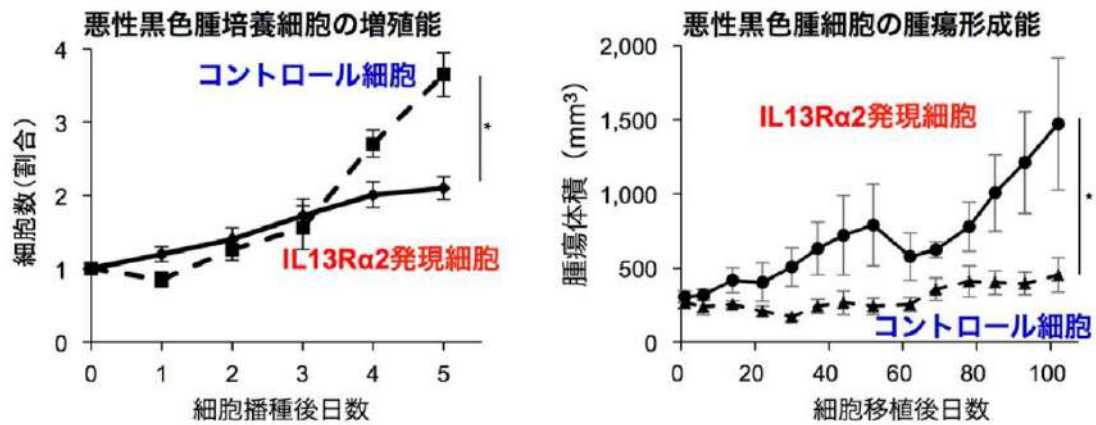 悪性黒色腫培養細胞の増殖能
4
3
2
1
0
細胞数(割合)
コントロール細胞
*
IL13Rα2発現細胞
0 1 2 3 4 5
細胞播種後日数
悪性黒色腫細胞の腫瘍形成能
2,000
1,500
1,000
500
0
腫瘍体積 (mm³)
IL13Rα2発現細胞
*
コントロール細胞
0 20 40 60 80 100
細胞移植後日数